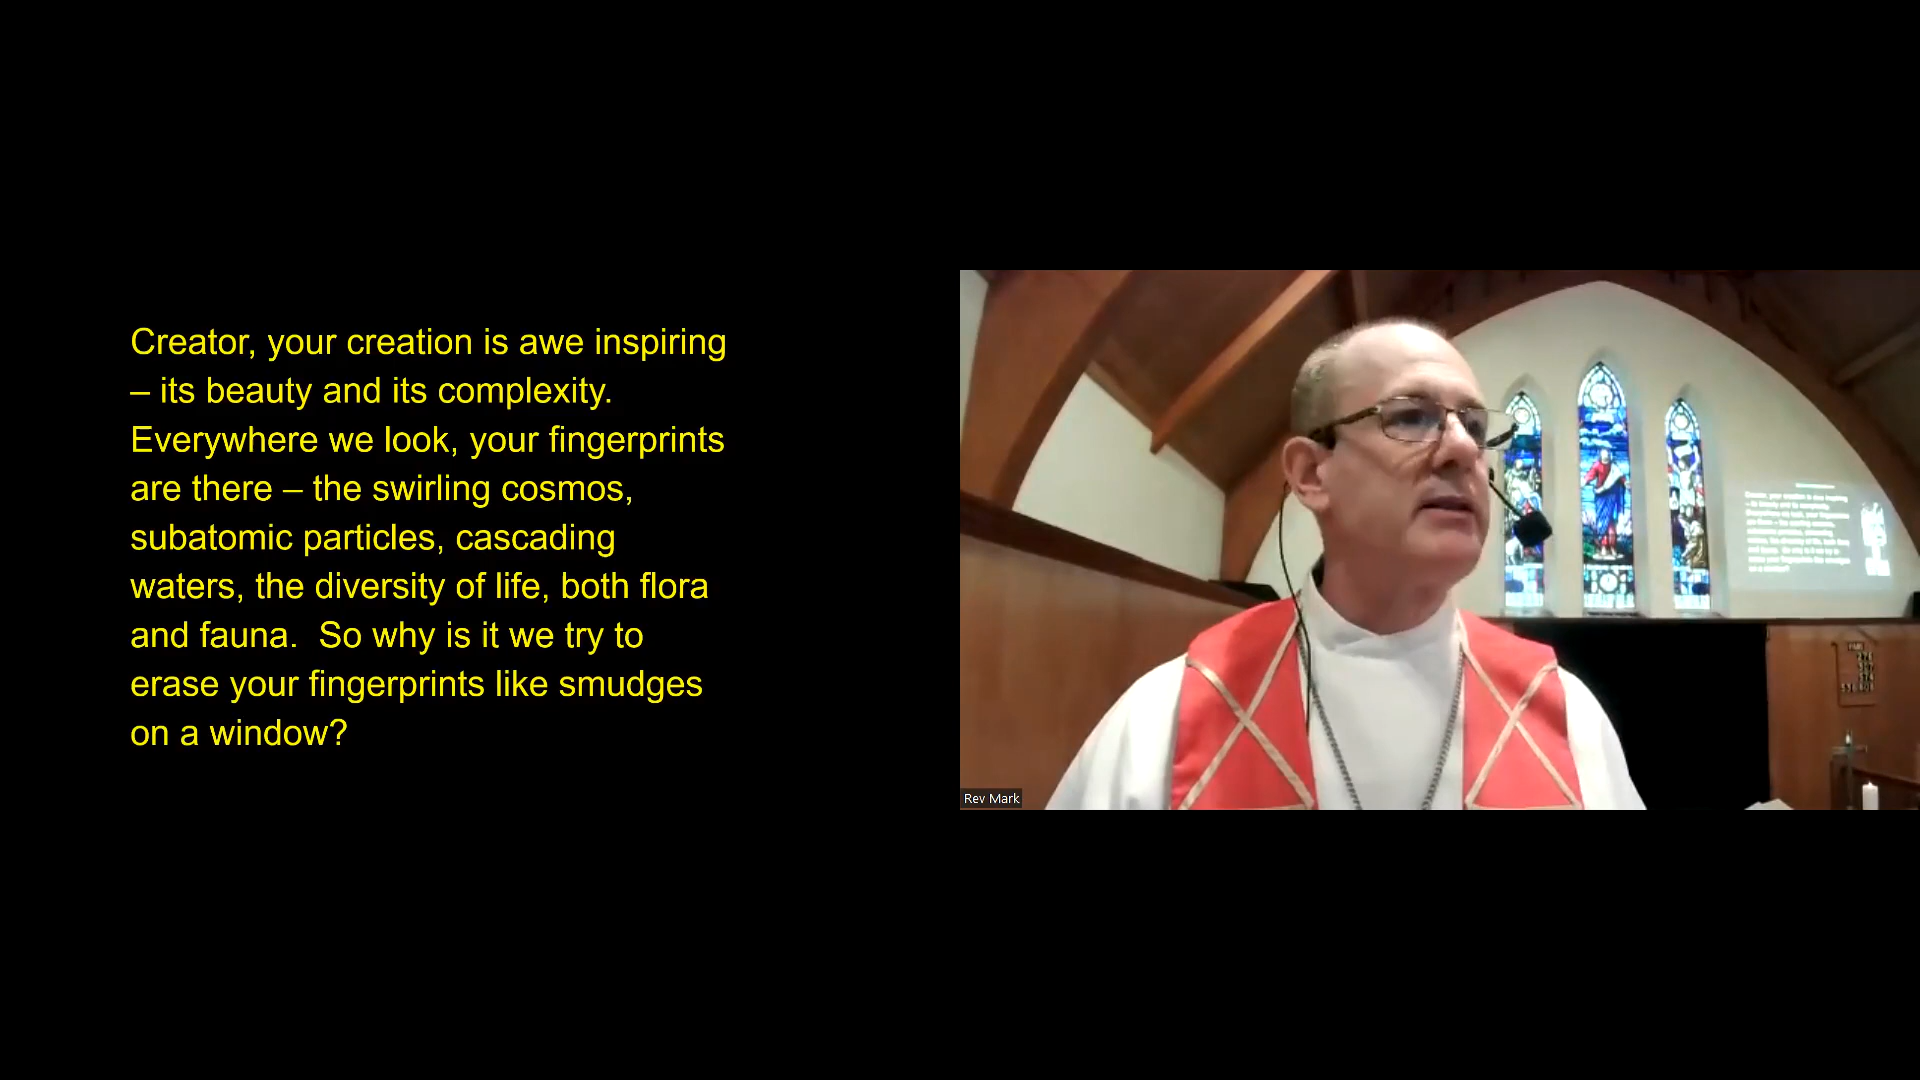 Creator, your creation is awe inspiring
– its beauty and its complexity.
Everywhere we look, your fingerprints
are there – the swirling cosmos,
subatomic particles, cascading
waters, the diversity of life, both flora
and fauna.  So why is it we try to
erase your fingerprints like smudges
on a window?
Rev Mark